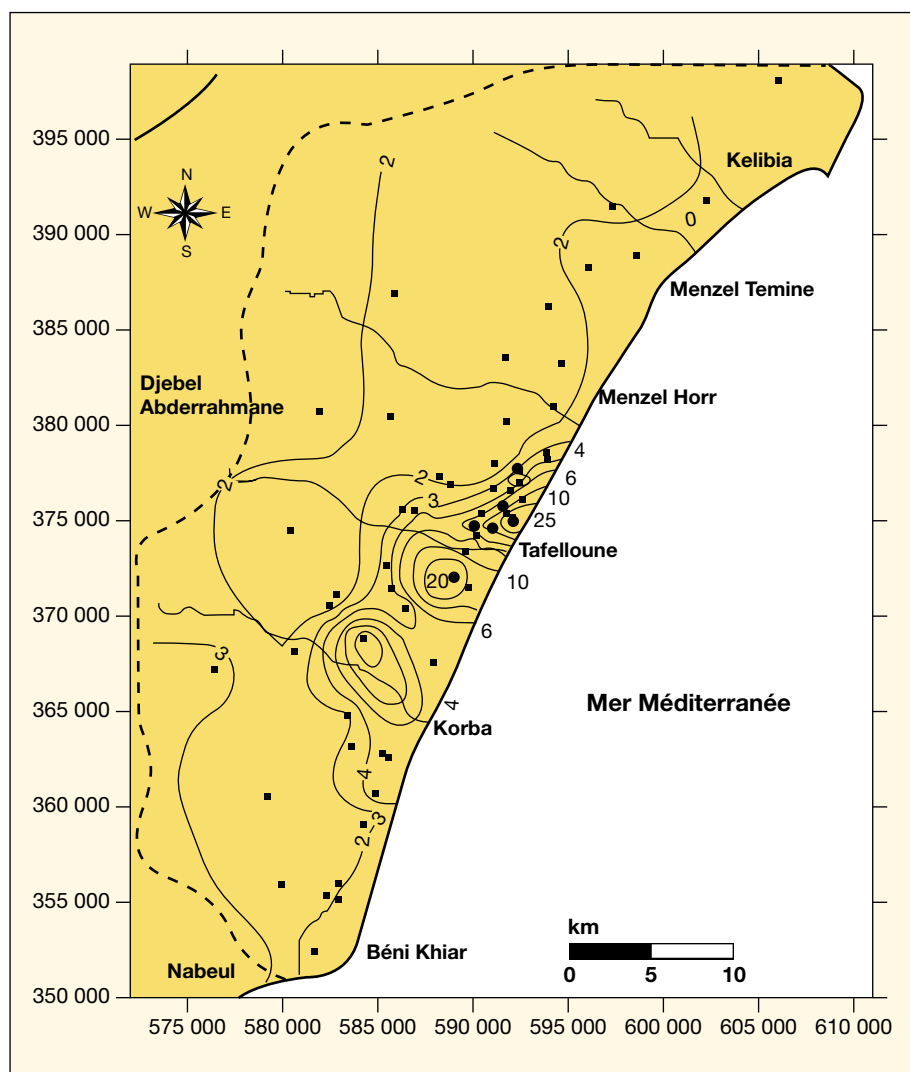 395 000
390 000
385 000
380 000
375 000
370 000
365 000
360 000
355 000
350 000
575 000
580 000
585 000
590 000
595 000
600 000
605 000
610 000
N
W
E
S
Kelibia
Menzel Temine
Menzel Horr
Djebel
Abderrahmane
Tafelloune
Mer Méditerranée
Korba
Béni Khiar
Nabeul
km
0
5
10
2
0
2
4
2
6
2
3
10
25
20
10
6
3
4
4
3
2